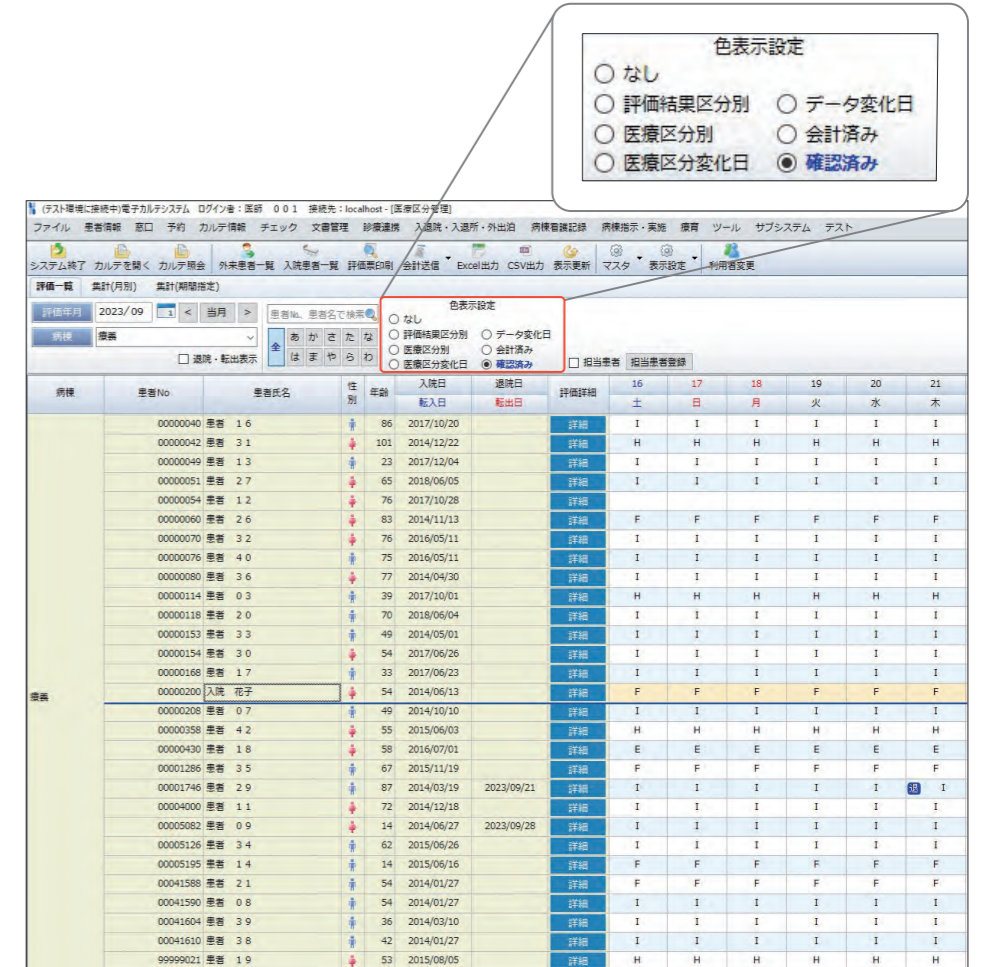 色表示設定
なし
評価結果区分別 データ変化日
医療区分別 会計済み
医療区分変化日 確認済み
(テスト環境に接続中)電子カルテシステム ログイン者:医師 001 接続先:localhost - [医療区分管理]
ファイル 患者情報 窓口 予約 カルテ情報 チェック 文書管理 診療連携 入退院・入退所・外出泊 病棟看護記録 病棟指示・実施 療育 ツール サブシステム テスト
システム終了 カルテを開く カルテ照会 外来患者一覧 入院患者一覧 評価票印刷 会計送信 Excel出力 CSV出力 表示更新 マスタ 表示設定 利用者変更
評価一覧 集計(月別) 集計(期間指定)
評価年月 2023/09 1 < 当月 > 患者No、患者名で検索
病棟 療養
退院・転出表示
全 あ か さ た な
は ま や ら わ
色表示設定
なし
評価結果区分別 データ変化日
医療区分別 会計済み
医療区分変化日 確認済み
担当患者 担当患者登録
病棟 患者No 患者氏名 性別 年齢 入院日 退院日 評価詳細 16 17 18 19 20 21
転入日 転出日 土 日 月 火 水 木
00000040 患者 16 86 2017/10/20 詳細 I I I I I I
00000042 患者 31 101 2014/12/22 詳細 H H H H H H
00000049 患者 13 23 2017/12/04 詳細 I I I I I I
00000051 患者 27 65 2018/06/05 詳細 I I I I I I
00000054 患者 12 76 2017/10/28 詳細
00000060 患者 26 83 2014/11/13 詳細 F F F F F F
00000070 患者 32 76 2016/05/11 詳細 I I I I I I
00000076 患者 40 75 2016/05/11 詳細 I I I I I I
00000080 患者 36 77 2014/04/30 詳細 I I I I I I
00000114 患者 03 39 2017/10/01 詳細 H H H H H H
00000118 患者 20 70 2018/06/04 詳細 I I I I I I
00000153 患者 33 49 2014/05/01 詳細 I I I I I I
00000154 患者 30 54 2017/06/26 詳細 I I I I I I
00000168 患者 17 33 2017/06/23 詳細 I I I I I I
療養 00000200 入院 花子 54 2014/06/13 詳細 F F F F F F
00000208 患者 07 49 2014/10/10 詳細 I I I I I I
00000358 患者 42 55 2015/06/03 詳細 H H H H H H
00000430 患者 18 58 2016/07/01 詳細 E E E E E E
00001286 患者 35 67 2015/11/19 詳細 F F F F F F
00001746 患者 29 87 2014/03/19 2023/09/21 詳細 I I I I I 退 I
00004000 患者 11 72 2014/12/18 詳細 I I I I I I
00005082 患者 09 14 2014/06/27 2023/09/28 詳細 I I I I I I
00005126 患者 34 62 2015/06/26 詳細 I I I I I I
00005195 患者 14 14 2015/06/16 詳細 F F F F F F
00041588 患者 21 54 2014/01/27 詳細 F F F F F F
00041590 患者 08 54 2014/01/27 詳細 I I I I I I
00041604 患者 39 36 2014/03/10 詳細 I I I I I I
00041610 患者 38 42 2014/01/27 詳細 I I I I I I
99999021 患者 19 53 2015/08/05 詳細 H H H H H H